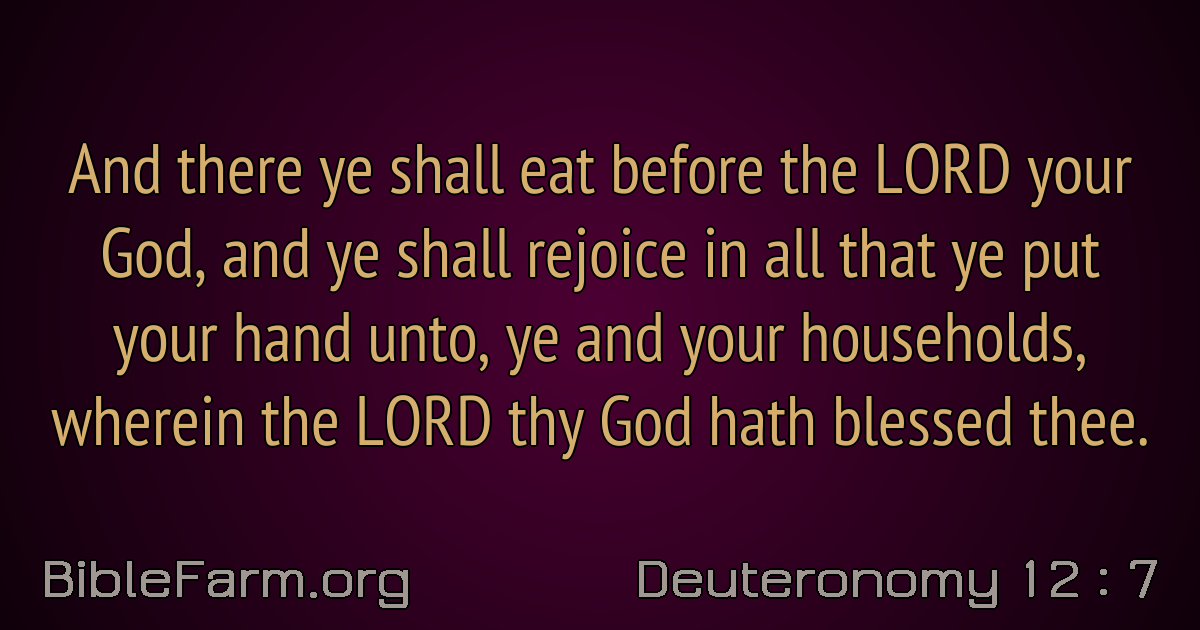 And there ye shall eat before the LORD your
God, and ye shall rejoice in all that ye put
your hand unto, ye and your households,
wherein the LORD thy God hath blessed thee.
BibleFarm.org
Deuteronomy 12 : 7